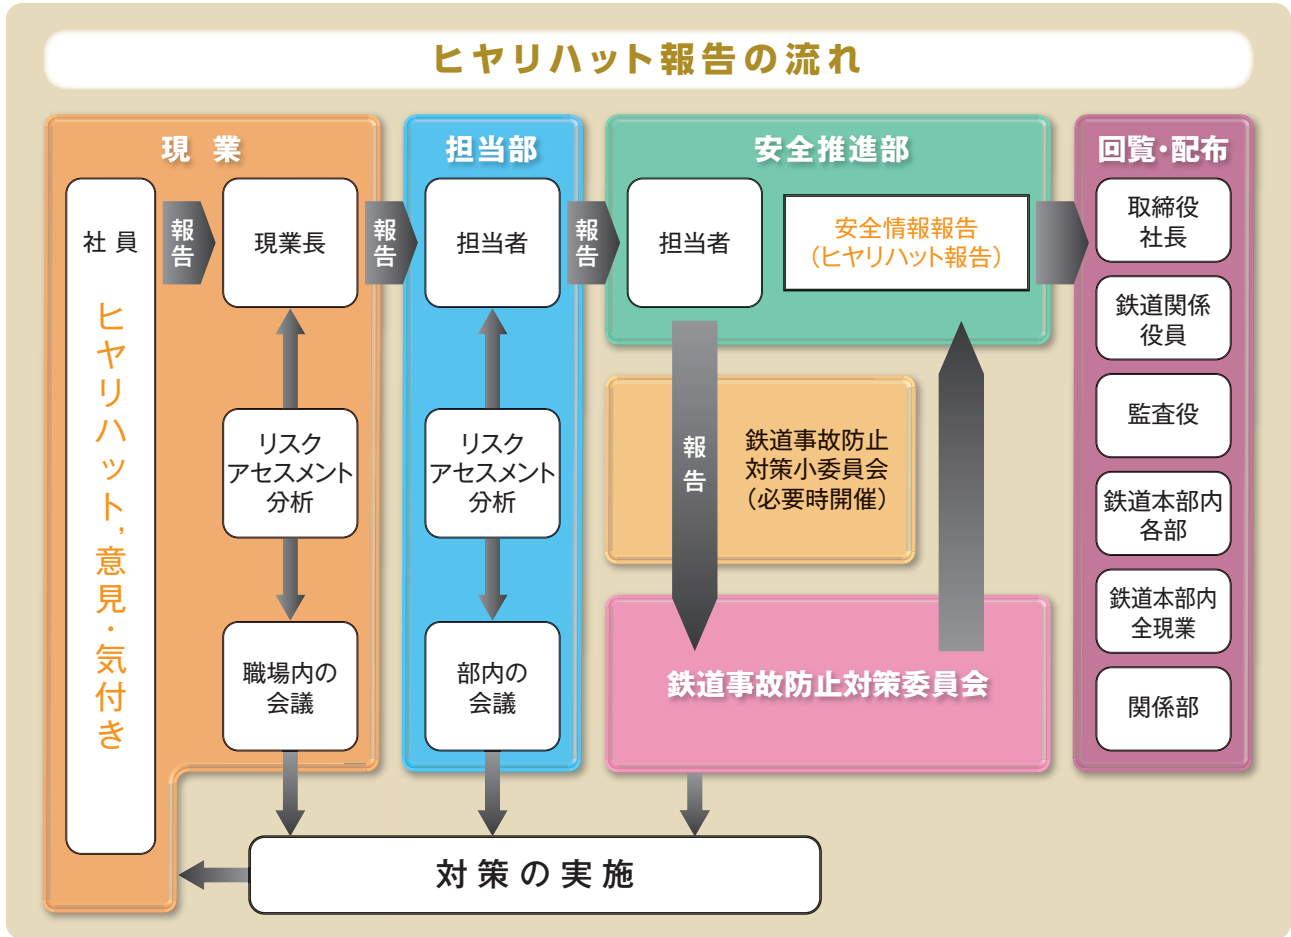 ヒヤリハット報告の流れ
現業
社員
ヒヤリハット,意見・気付き
報告
現業長
リスク
アセスメント
分析
職場内の
会議
報告
担当部
担当者
リスク
アセスメント
分析
部内の
会議
報告
安全推進部
担当者
安全情報報告
(ヒヤリハット報告)
報告
鉄道事故防止
対策小委員会
(必要時開催)
鉄道事故防止対策委員会
回覧・配布
取締役
社長
鉄道関係
役員
監査役
鉄道本部内
各部
鉄道本部内
全現業
関係部
対策の実施